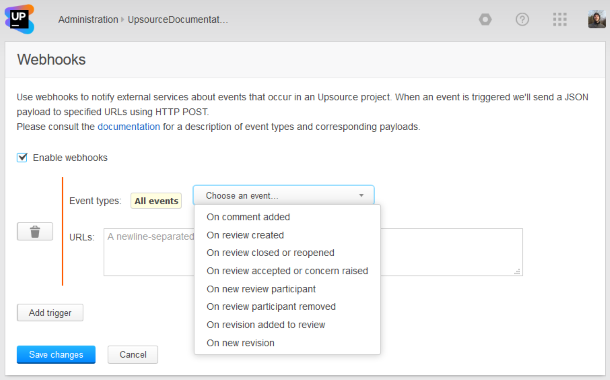 UP
Administration › UpsourceDocumentat...
Webhooks
Use webhooks to notify external services about events that occur in an Upsource project. When an event is triggered we'll send a JSON
payload to specified URLs using HTTP POST.
Please consult the documentation for a description of event types and corresponding payloads.
Enable webhooks
Event types: All events Choose an event...
On comment added
On review created
URLs: A newline-separated
On review closed or reopened
On review accepted or concern raised
On new review participant
On review participant removed
On revision added to review
On new revision
Add trigger
Save changes Cancel